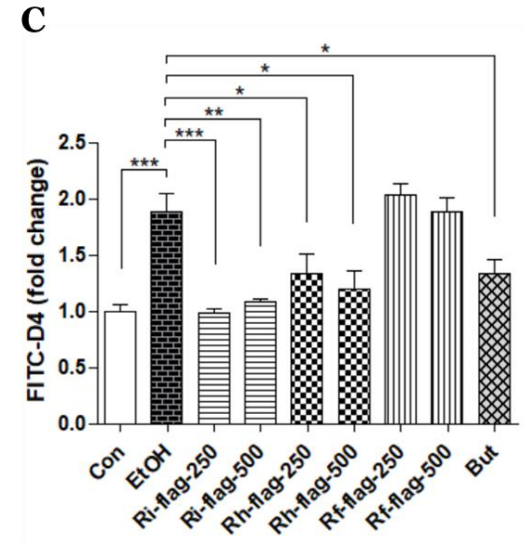 C
*
*
*
**
***
***
2.5
2.0
1.5
1.0
0.5
0.0
FITC-D4 (fold change)
Con
EtOH
Ri-flag-250
Ri-flag-500
Rh-flag-250
Rh-flag-500
Rf-flag-250
Rf-flag-500
But